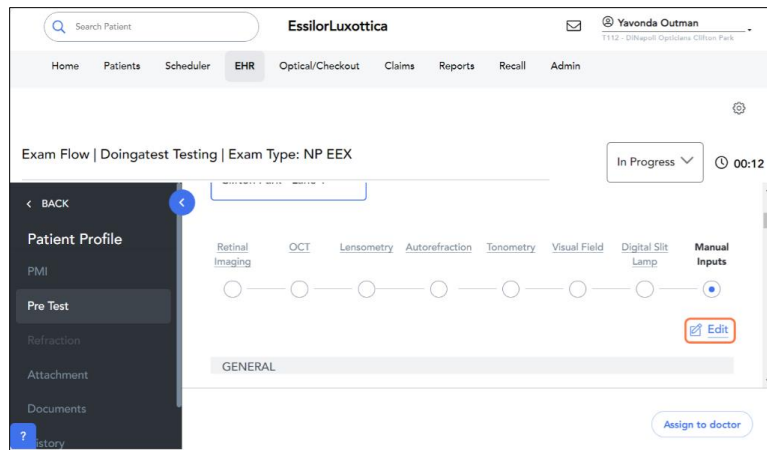 Search Patient
EssilorLuxottica
Yavonda Outman
7112 - DiNapoli Opticians Clifton Park
Home Patients Scheduler EHR Optical/Checkout Claims Reports Recall Admin
Exam Flow | Doingatest Testing | Exam Type: NP EEX
In Progress
00:12
< BACK
Patient Profile
PMI
Pre Test
Refraction
Attachment
Documents
?
istory
Retinal
Imaging
OCT
Lensometry
Autorefraction
Tonometry
Visual Field
Digital Slit
Lamp
Manual
Inputs
Edit
GENERAL
Assign to doctor